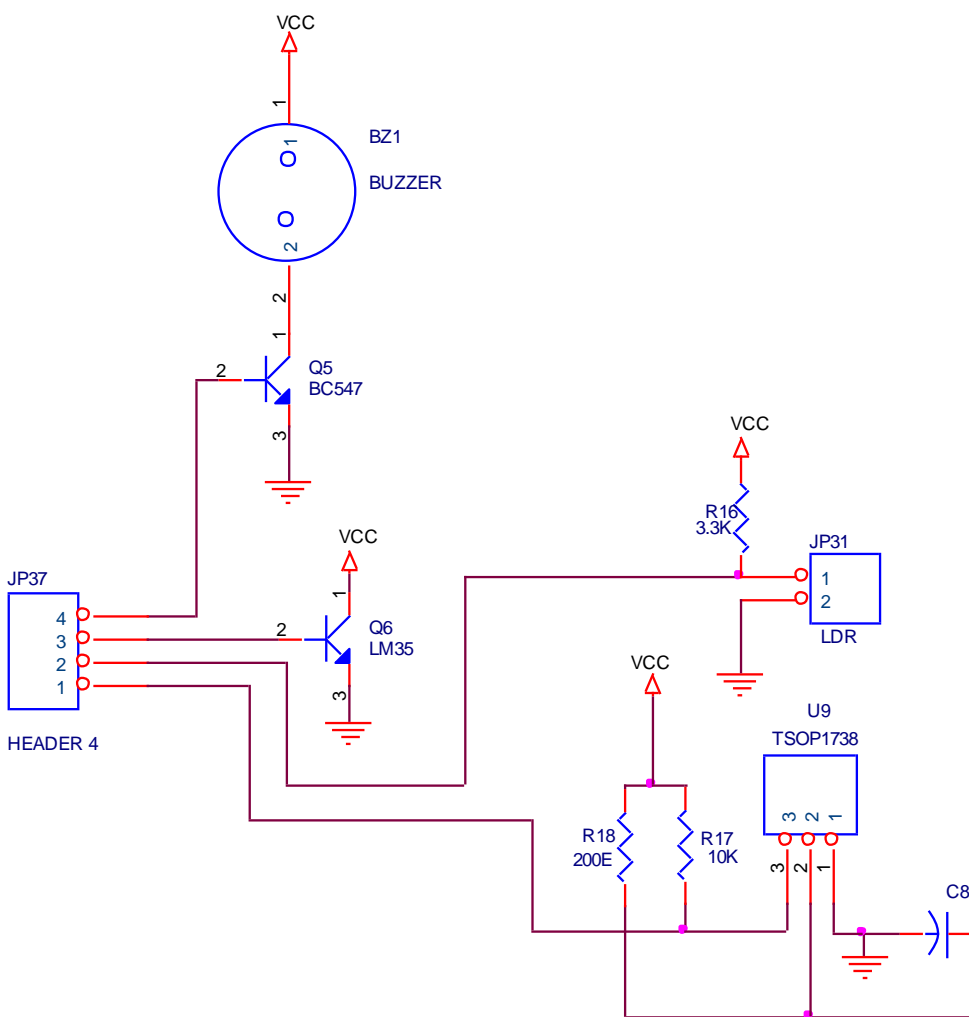 VCC
1
1
BZ1
BUZZER
2
2
1
2
Q5
BC547
3
VCC
R16
3.3K
VCC
JP31
1
2
LDR
JP37
4
3
2
1
HEADER 4
1
2
Q6
LM35
3
VCC
U9
TSOP1738
3
2
1
R18
200E
R17
10K
3
2
1
C8